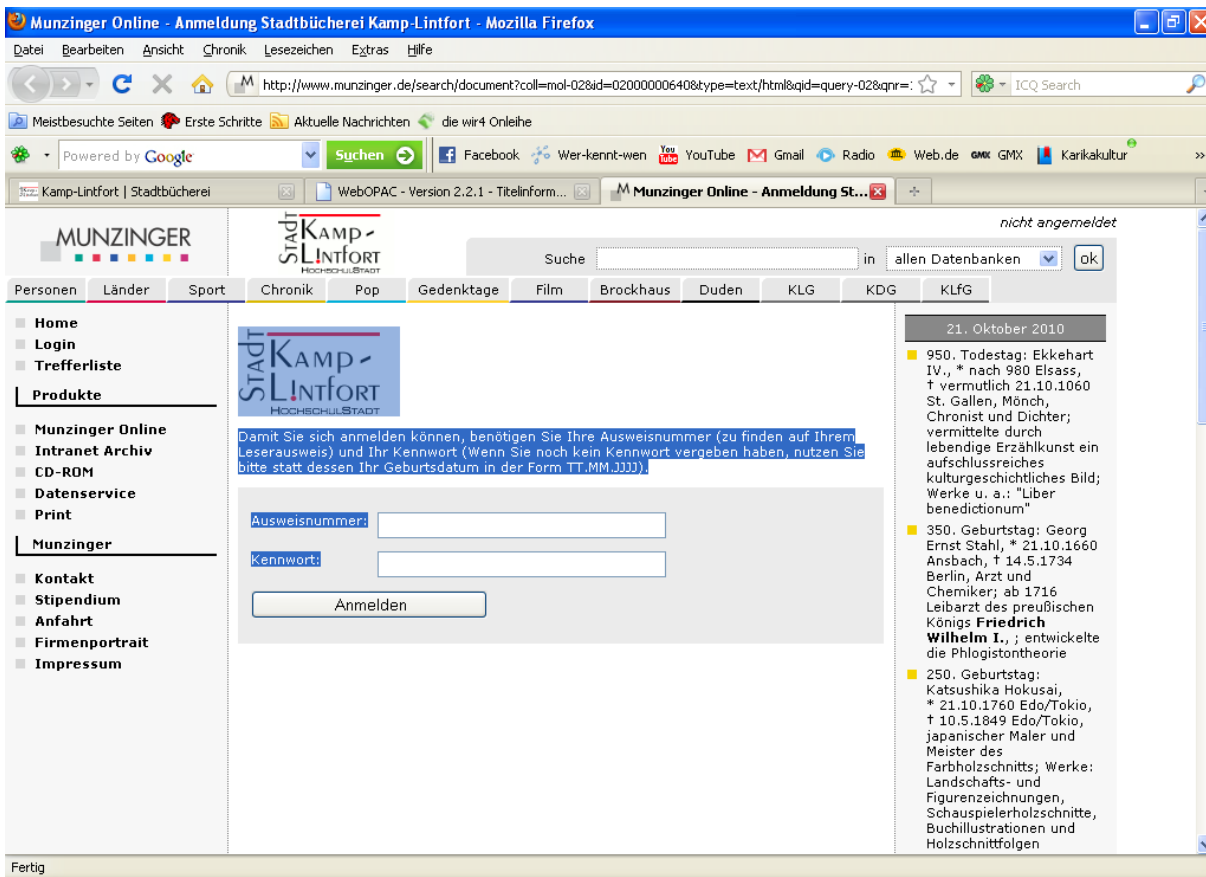 Munzinger Online - Anmeldung Stadtbücherei Kamp-Lintfort - Mozilla Firefox
Datei Bearbeiten Ansicht Chronik Lesezeichen Extras Hilfe
M http://www.munzinger.de/search/document?coll=mol-02&id=02000000640&type=text/html&qid=query-02&qnr=: ICQ Search
Meistbesuchte Seiten Erste Schritte Aktuelle Nachrichten die wir4 Onleihe
Powered by Google Suchen Facebook Wer-kennt-wen YouTube Gmail Radio Web.de GMX GMX Karikakultur »
Kamp-Lintfort | Stadtbücherei WebOPAC - Version 2.2.1 - Titelinform... M Munzinger Online - Anmeldung St...
nicht angemeldet
MUNZINGER
STADT KAMP-
L!NTFORT
HOCHSCHULSTADT
Suche in allen Datenbanken ok
Personen Länder Sport Chronik Pop Gedenktage Film Brockhaus Duden KLG KDG KLfG
Home
Login
Trefferliste
Produkte
Munzinger Online
Intranet Archiv
CD-ROM
Datenservice
Print
Munzinger
Kontakt
Stipendium
Anfahrt
Firmenportrait
Impressum
STADT KAMP-
L!NTFORT
HOCHSCHULSTADT
Damit Sie sich anmelden können, benötigen Sie Ihre Ausweisnummer (zu finden auf Ihrem
Leserausweis) und Ihr Kennwort (Wenn Sie noch kein Kennwort vergeben haben, nutzen Sie
bitte statt dessen Ihr Geburtsdatum in der Form TT.MM.JJJJ).
Ausweisnummer:
Kennwort:
Anmelden
21. Oktober 2010
950. Todestag: Ekkehart
IV., * nach 980 Elsass,
† vermutlich 21.10.1060
St. Gallen, Mönch,
Chronist und Dichter;
vermittelte durch
lebendige Erzählkunst ein
aufschlussreiches
kulturgeschichtliches Bild;
Werke u. a.: "Liber
benedictionum"
350. Geburtstag: Georg
Ernst Stahl, * 21.10.1660
Ansbach, † 14.5.1734
Berlin, Arzt und
Chemiker; ab 1716
Leibarzt des preußischen
Königs Friedrich
Wilhelm I., ; entwickelte
die Phlogistontheorie
250. Geburtstag:
Katsushika Hokusai,
* 21.10.1760 Edo/Tokio,
† 10.5.1849 Edo/Tokio,
japanischer Maler und
Meister des
Farbholzschnitts; Werke:
Landschafts- und
Figurenzeichnungen,
Schauspielerholzschnitte,
Buchillustrationen und
Holzschnittfolgen
Fertig